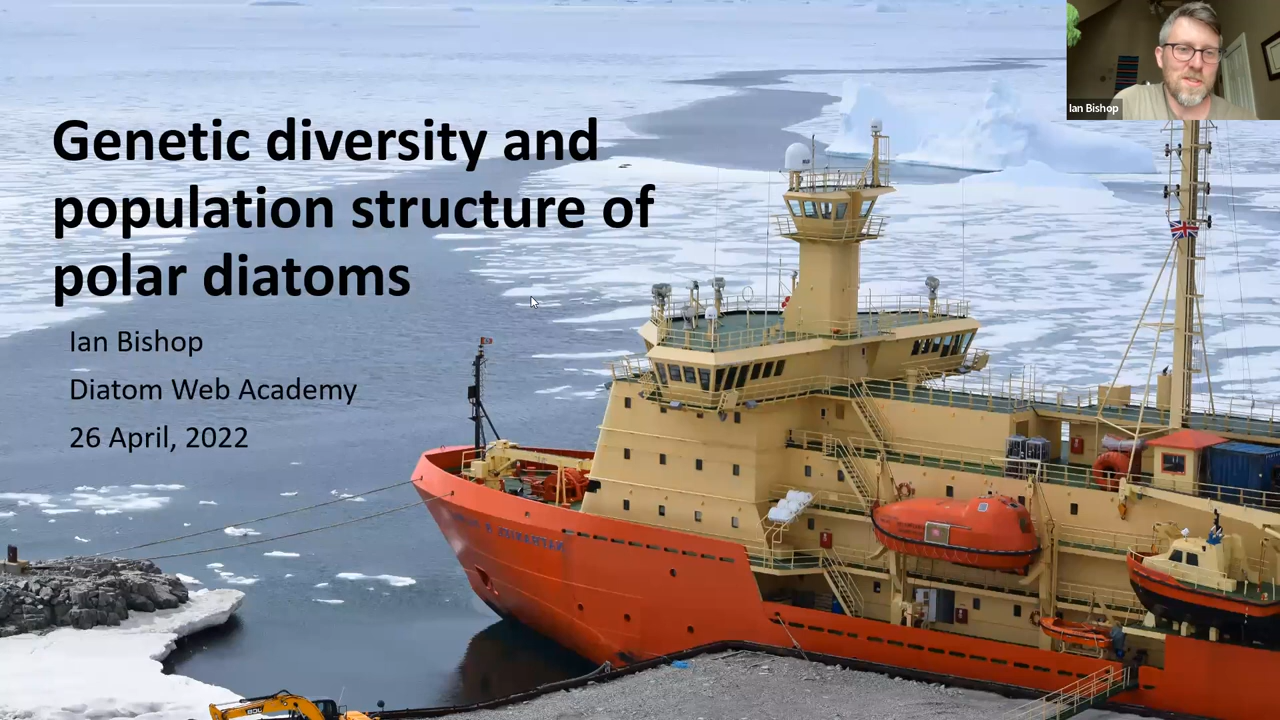 Genetic diversity and
population structure of
polar diatoms
Ian Bishop
Diatom Web Academy
26 April, 2022
Ian Bishop